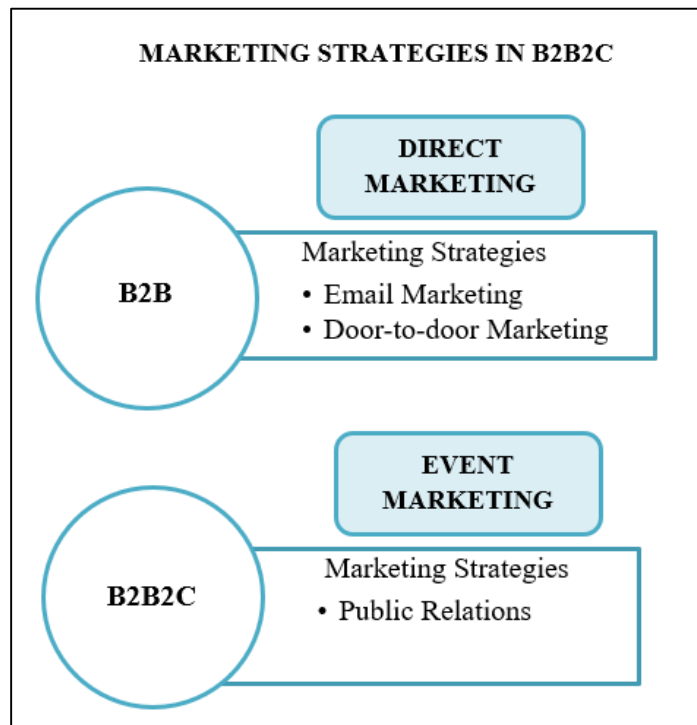 MARKETING STRATEGIES IN B2B2C
DIRECT
MARKETING
B2B
Marketing Strategies
• Email Marketing
• Door-to-door Marketing
EVENT
MARKETING
B2B2C
Marketing Strategies
• Public Relations